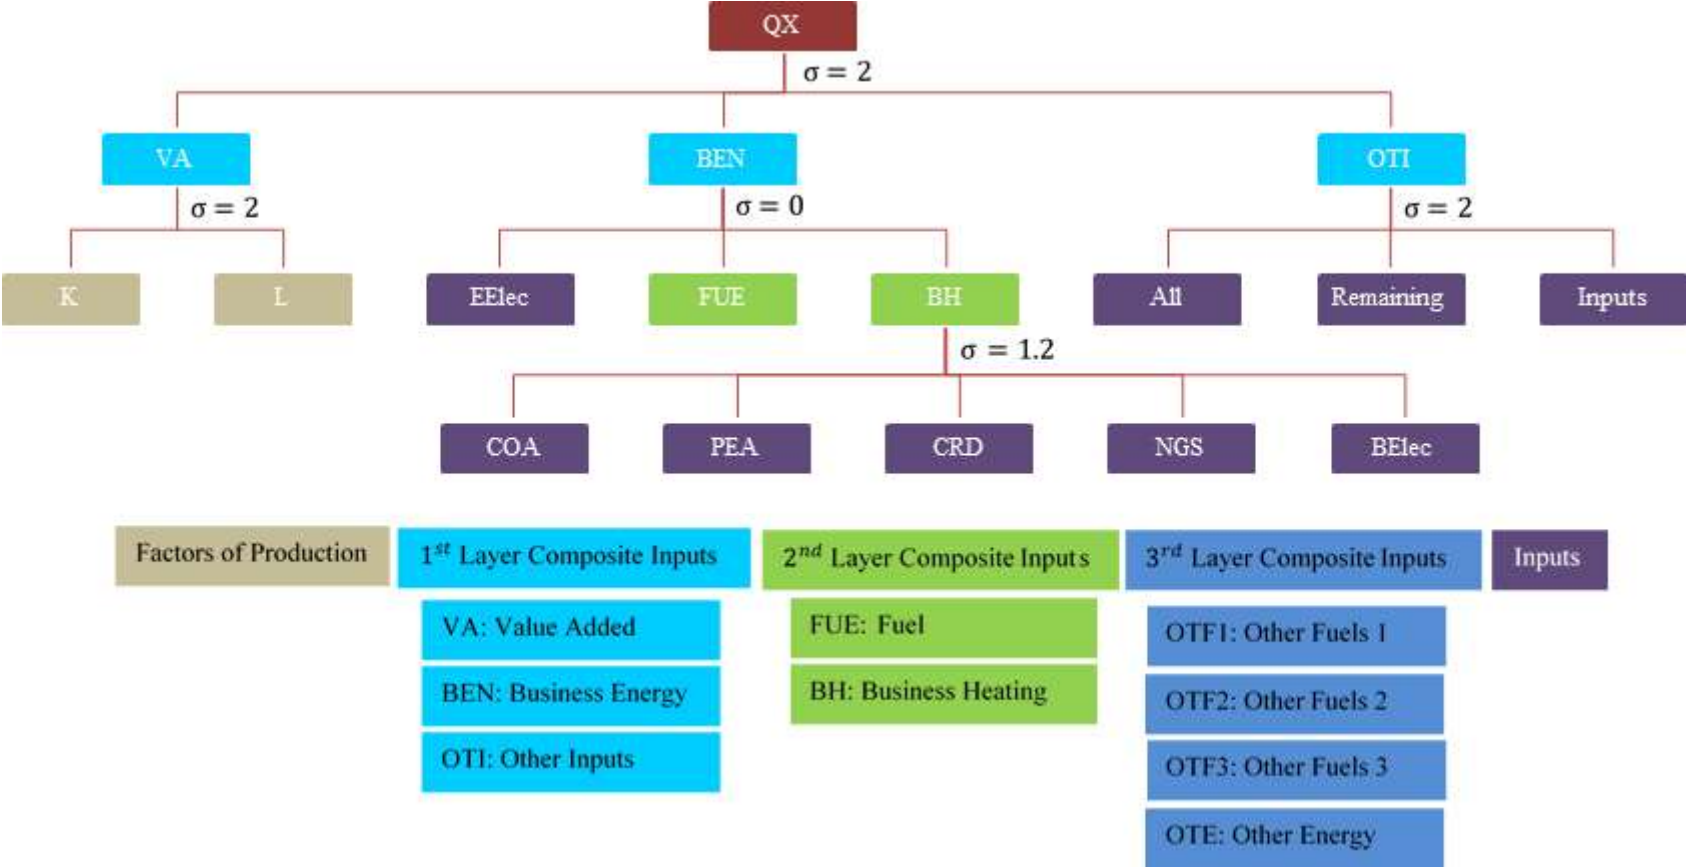 QX
σ = 2
VA
BEN
OTI
σ = 2
σ = 0
σ = 2
K
L
EElec
FUE
BH
All
Remaining
Inputs
σ = 1.2
COA
PEA
CRD
NGS
BElec
Factors of Production
1st Layer Composite Inputs
2nd Layer Composite Inputs
3rd Layer Composite Inputs
Inputs
VA: Value Added
BEN: Business Energy
OTI: Other Inputs
FUE: Fuel
BH: Business Heating
OTF1: Other Fuels 1
OTF2: Other Fuels 2
OTF3: Other Fuels 3
OTE: Other Energy